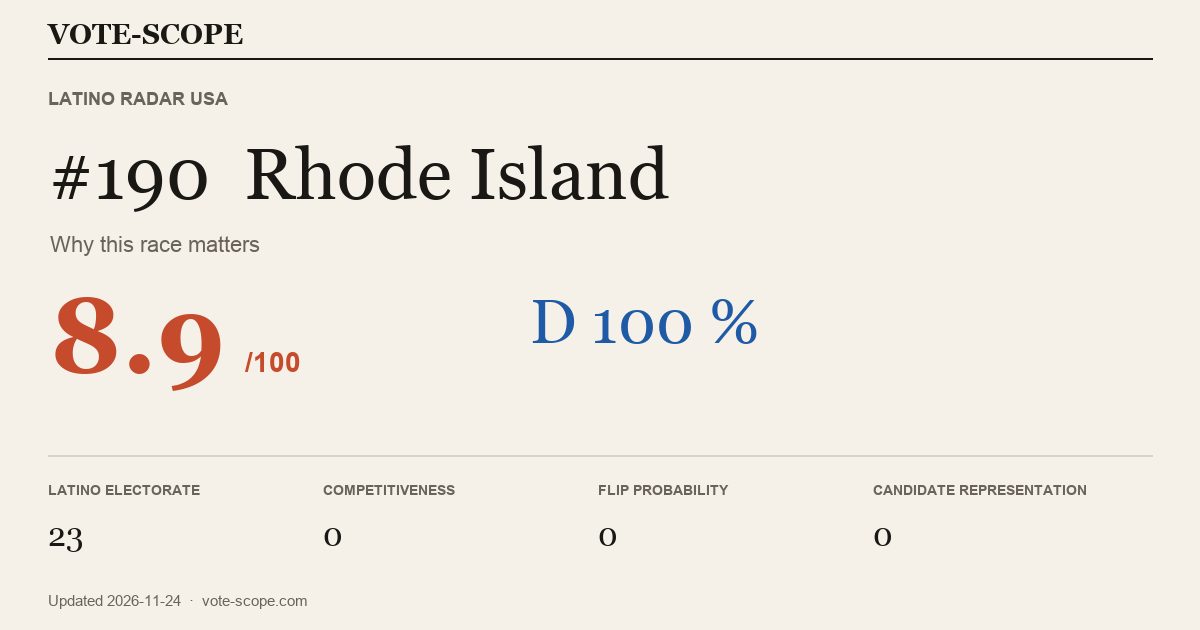 VOTE-SCOPE
LATINO RADAR USA
#190 Rhode Island
Why this race matters
8.9 /100
D 100 %
LATINO ELECTORATE
23
COMPETITIVENESS
0
FLIP PROBABILITY
0
CANDIDATE REPRESENTATION
0
Updated 2026-11-24 · vote-scope.com